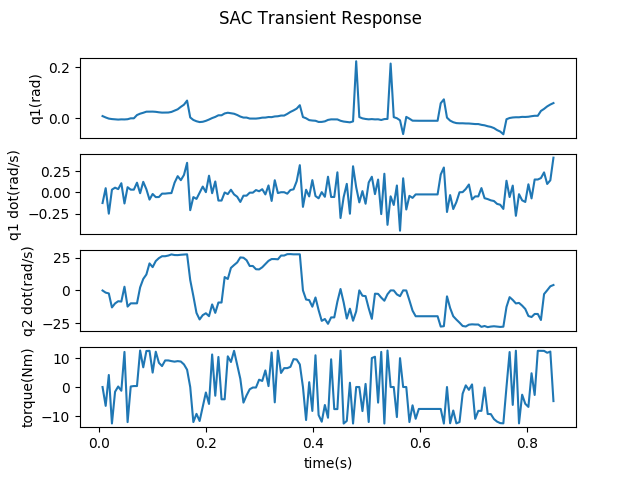 SAC Transient Response
q1(rad)
0.2
0.0
q1 dot(rad/s)
0.25
0.00
−0.25
q2 dot(rad/s)
25
0
−25
torque(Nm)
10
0
−10
0.0 0.2 0.4 0.6 0.8
time(s)